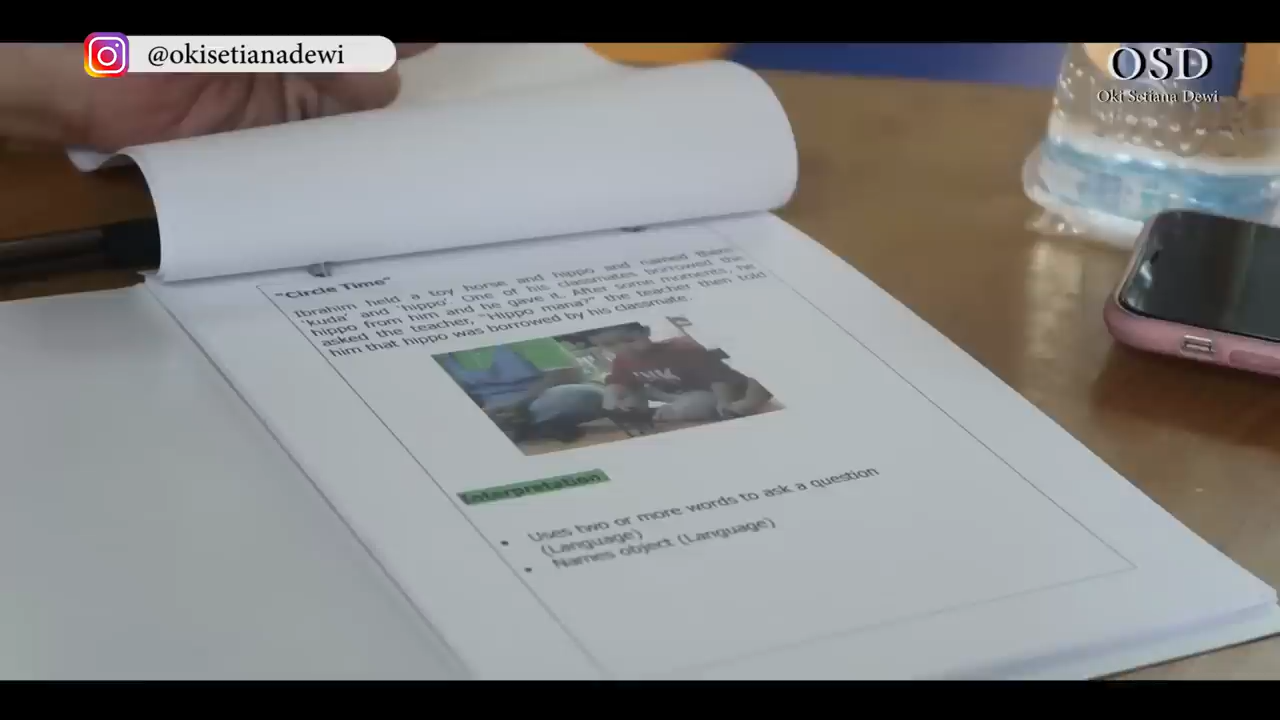 @okisetianadewi
OSD
Oki Setiana Dewi
"Circle Time"
Ibrahim held a toy horse and hippo and named them
'kuda' and 'hippo'. One of his classmates borrowed the
hippo from him and he gave it. After some moments, he
asked the teacher, "Hippo mana?" the teacher then told
him that hippo was borrowed by his classmate.
Interpretation
• Uses two or more words to ask a question
(Language)
• Names object (Language)